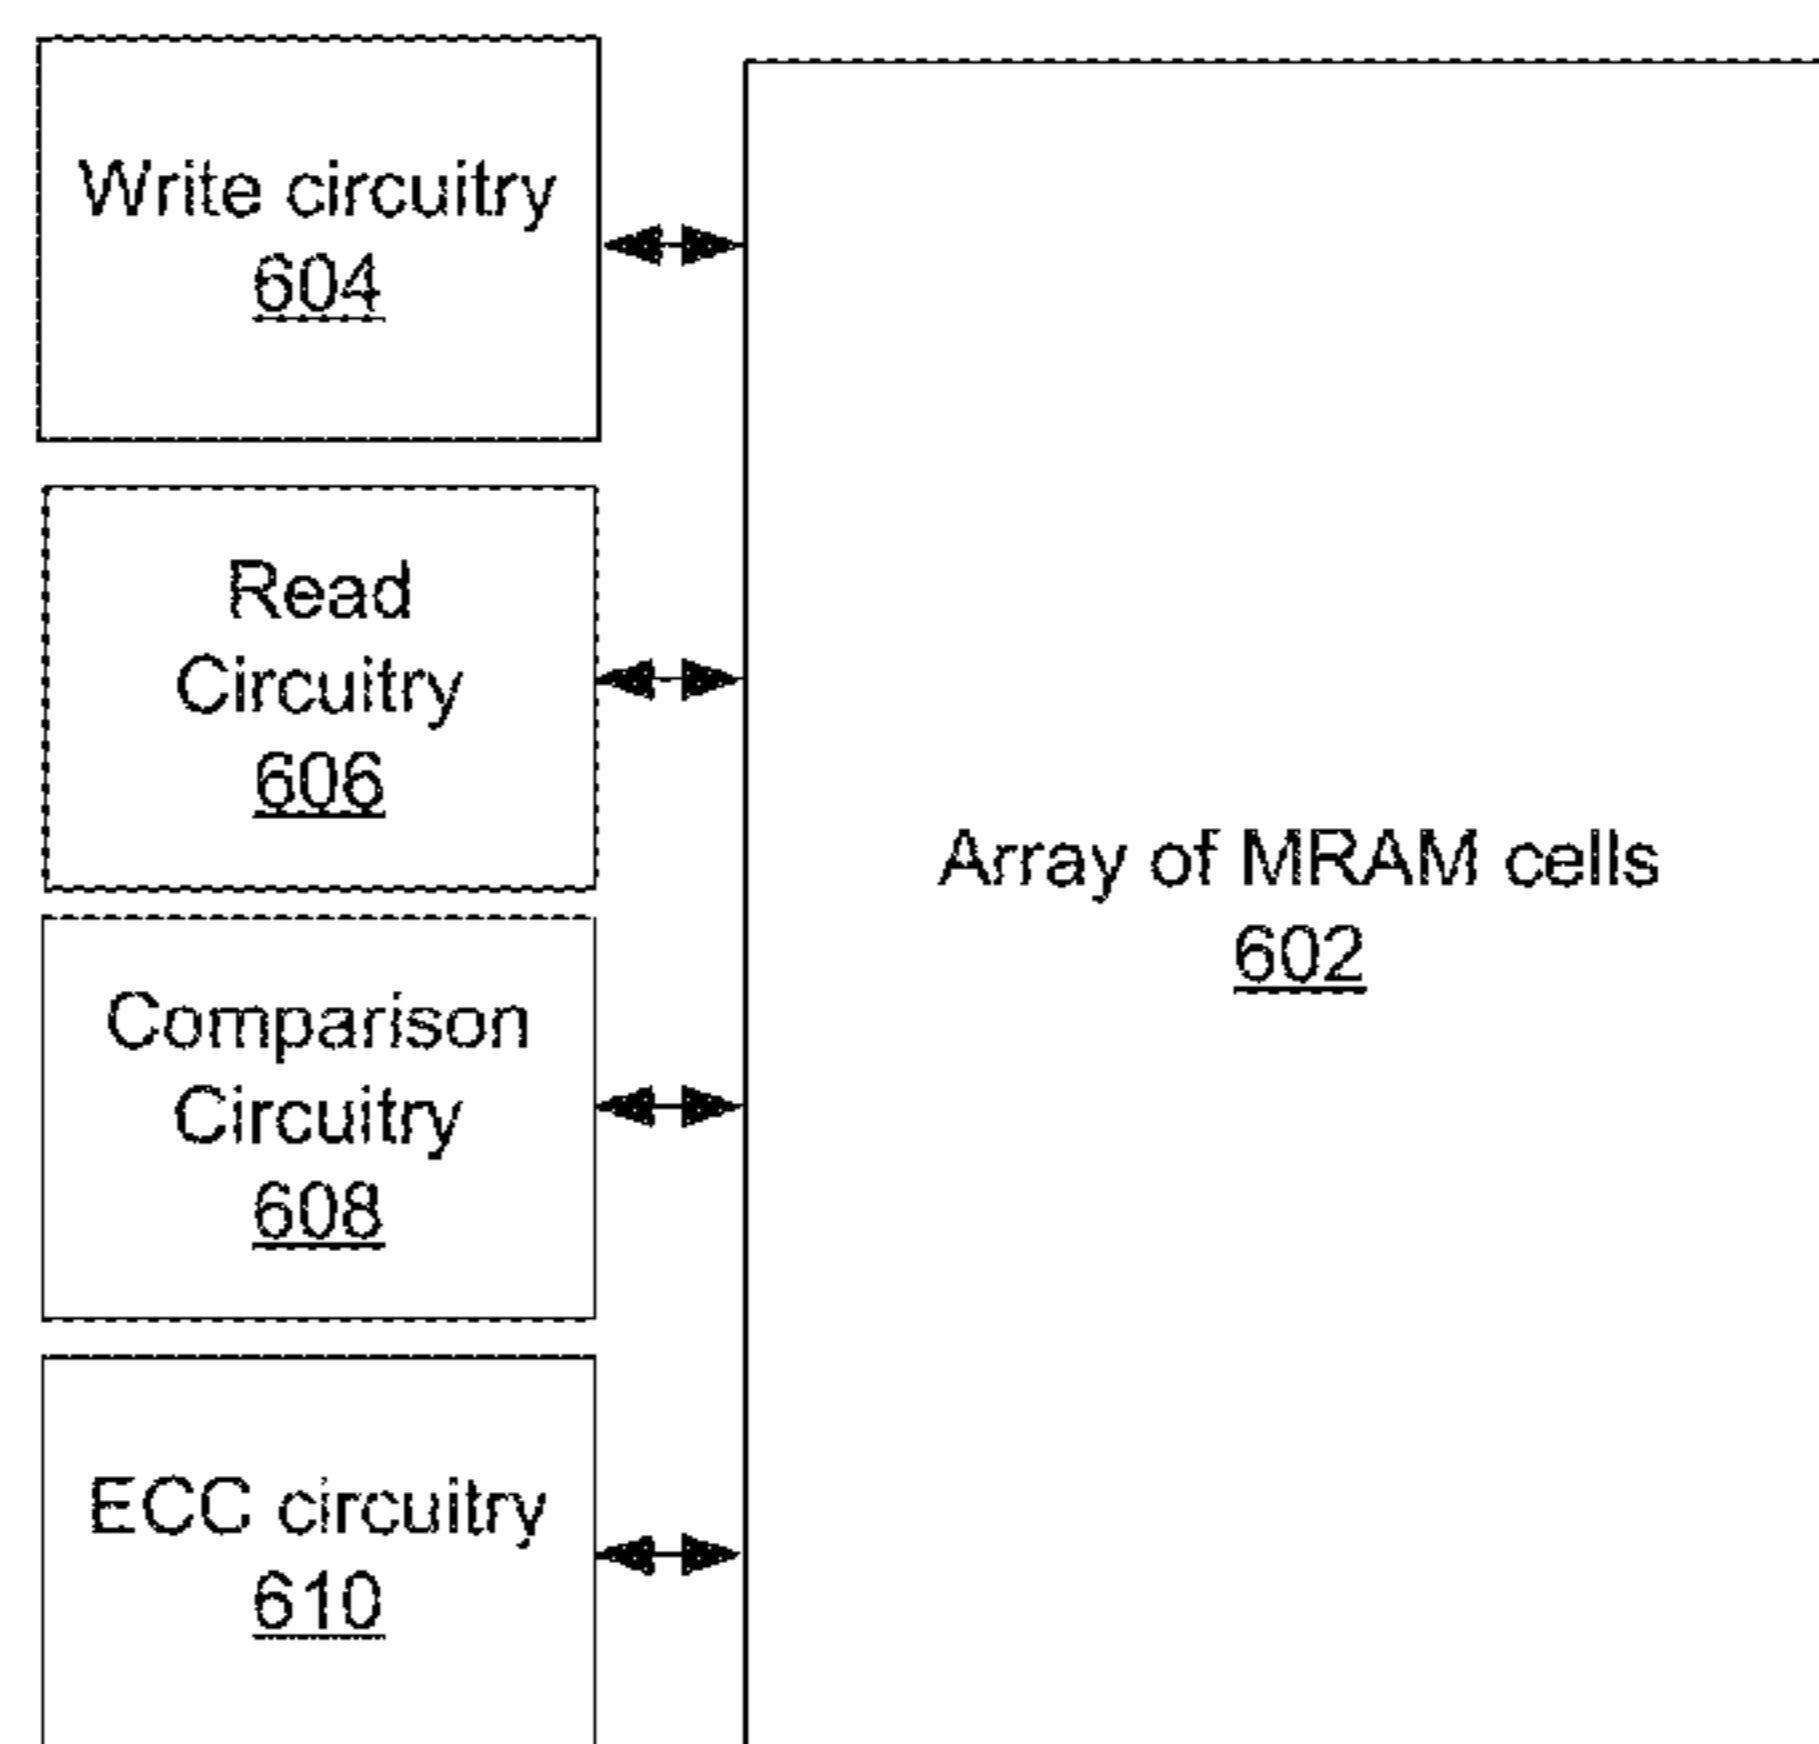 Write circuitry
604
Read
Circuitry
606
Comparison
Circuitry
608
ECC circuitry
610
Array of MRAM cells
602